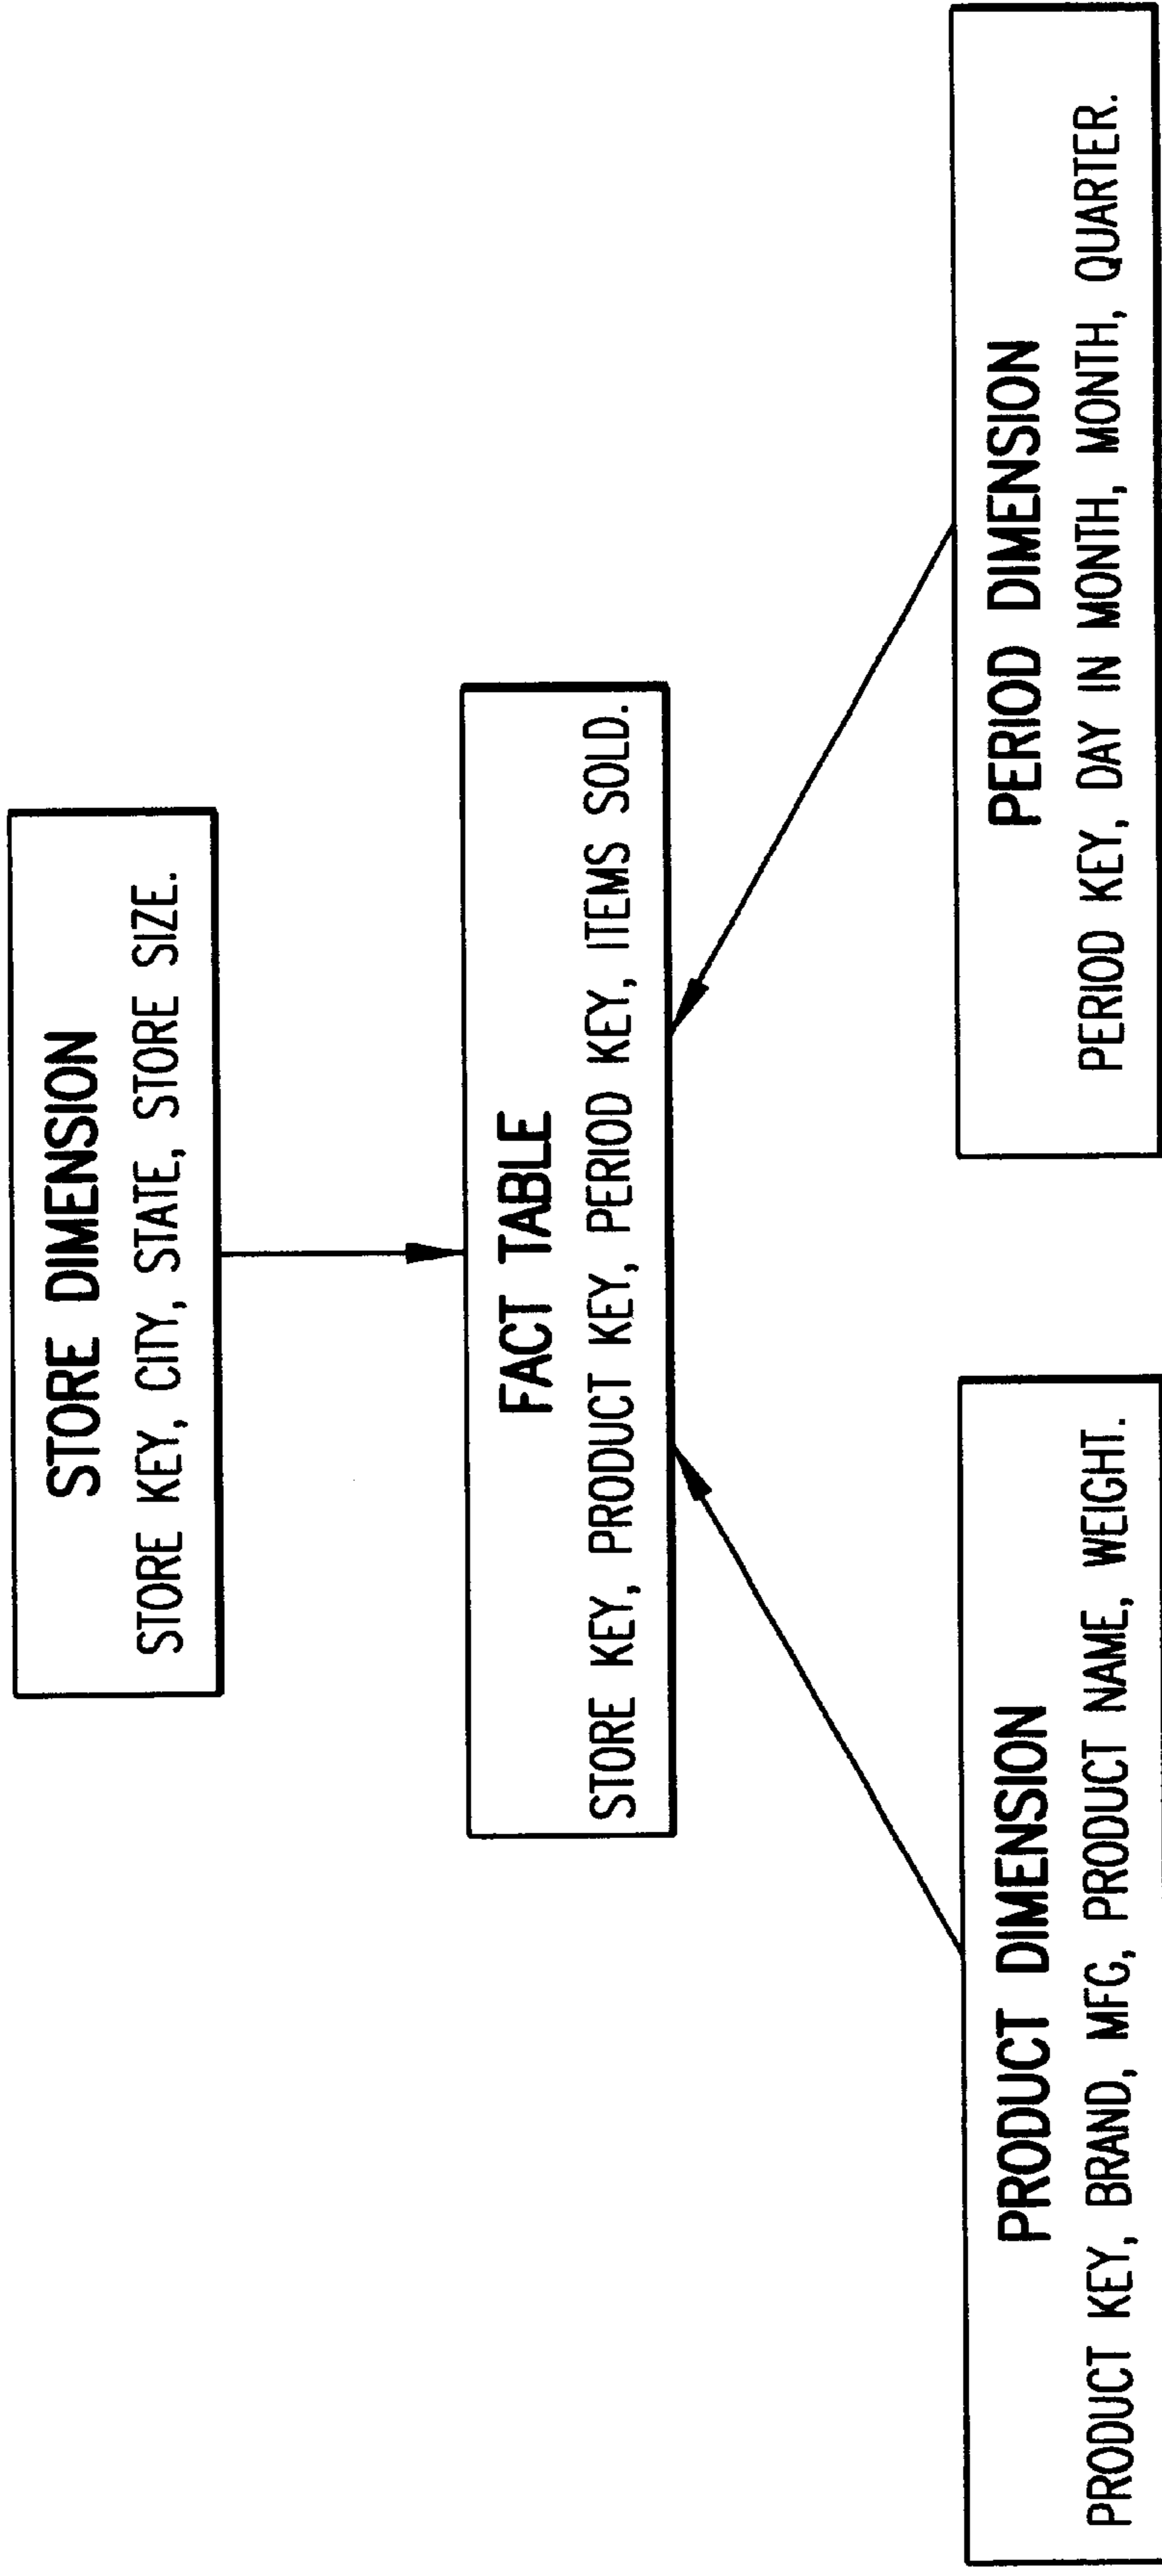 STORE DIMENSION
STORE KEY, CITY, STATE, STORE SIZE.
FACT TABLE
STORE KEY, PRODUCT KEY, PERIOD KEY, ITEMS SOLD.
PRODUCT DIMENSION
PRODUCT KEY, BRAND, MFG, PRODUCT NAME, WEIGHT.
PERIOD DIMENSION
PERIOD KEY, DAY IN MONTH, MONTH, QUARTER.